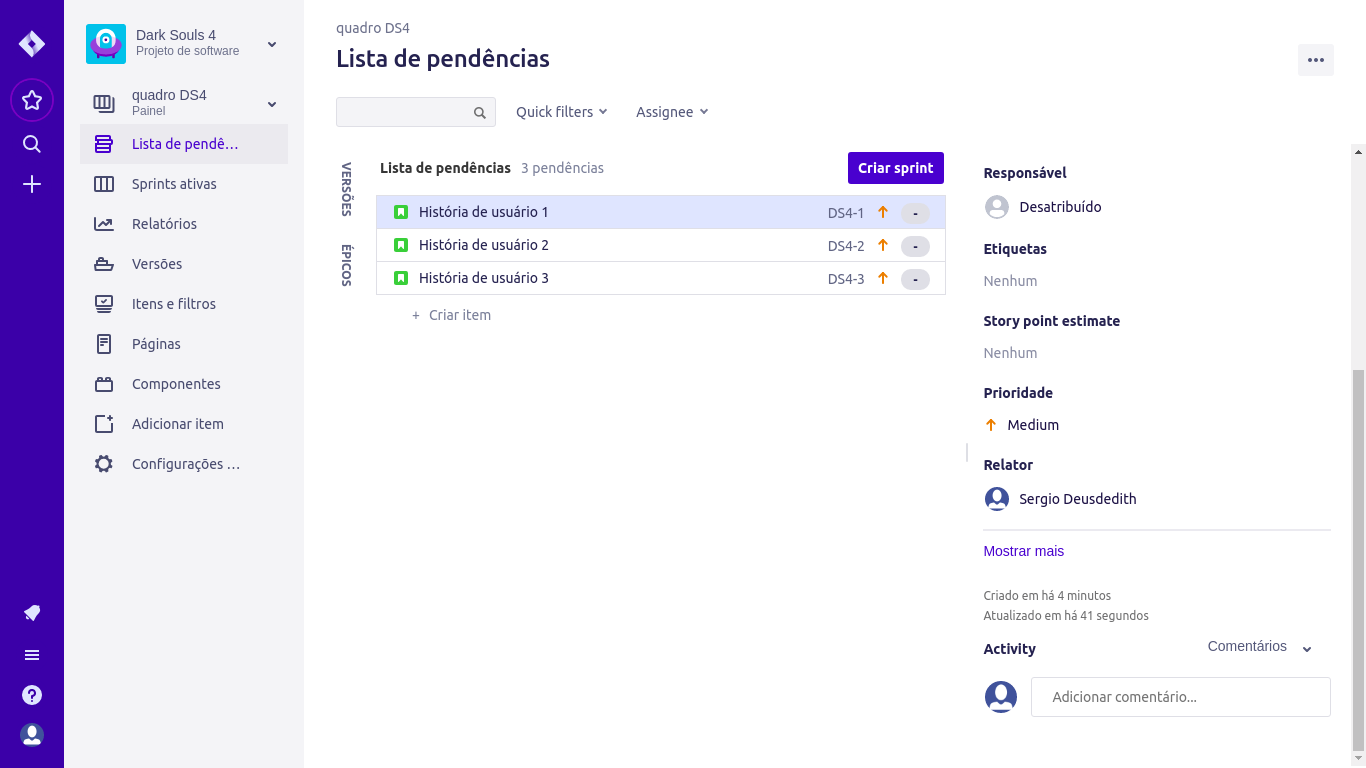 Dark Souls 4
Projeto de software
quadro DS4
Painel
Lista de pendê…
Sprints ativas
Relatórios
Versões
Itens e filtros
Páginas
Componentes
Adicionar item
Configurações …
quadro DS4
Lista de pendências
Quick filters
Assignee
VERSÕES
ÉPICOS
Lista de pendências 3 pendências
Criar sprint
História de usuário 1 DS4-1 -
História de usuário 2 DS4-2 -
História de usuário 3 DS4-3 -
+ Criar item
Responsável
Desatribuído
Etiquetas
Nenhum
Story point estimate
Nenhum
Prioridade
Medium
Relator
Sergio Deusdedith
Mostrar mais
Criado em há 4 minutos
Atualizado em há 41 segundos
Activity Comentários
Adicionar comentário...